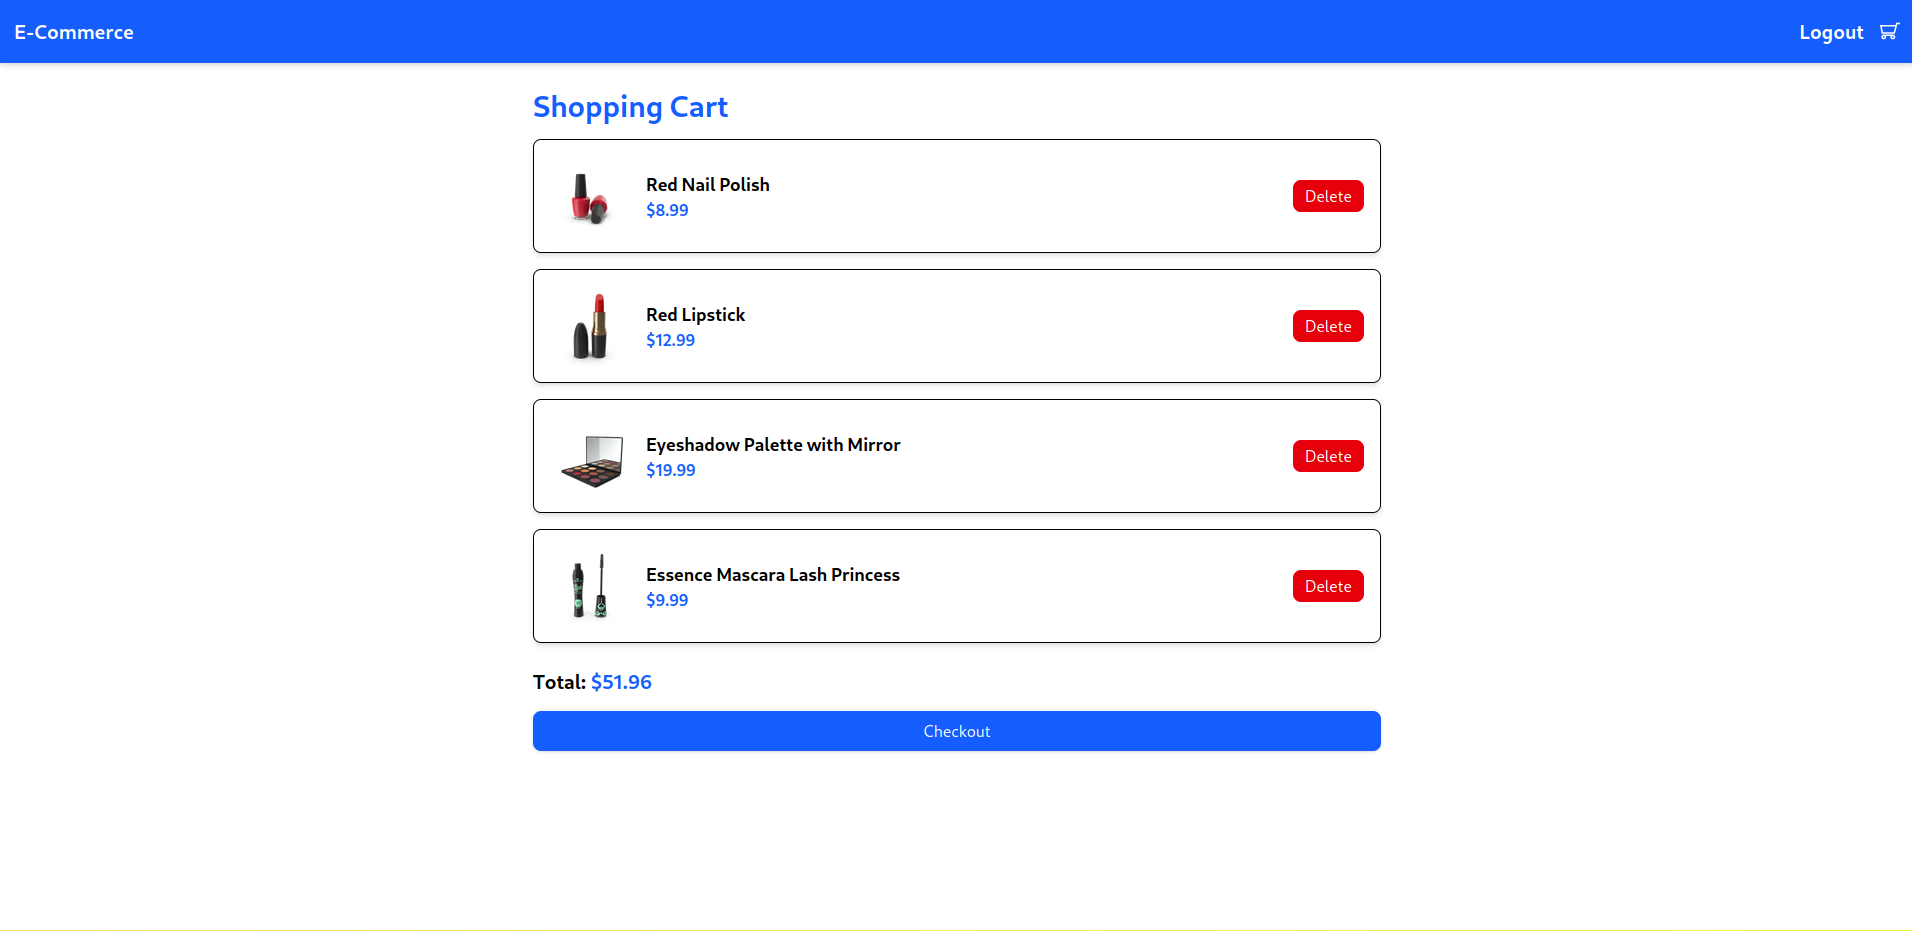 E-Commerce
Logout
Shopping Cart
Red Nail Polish
$8.99
Delete
Red Lipstick
$12.99
Delete
Eyeshadow Palette with Mirror
$19.99
Delete
Essence Mascara Lash Princess
$9.99
Delete
Total: $51.96
Checkout